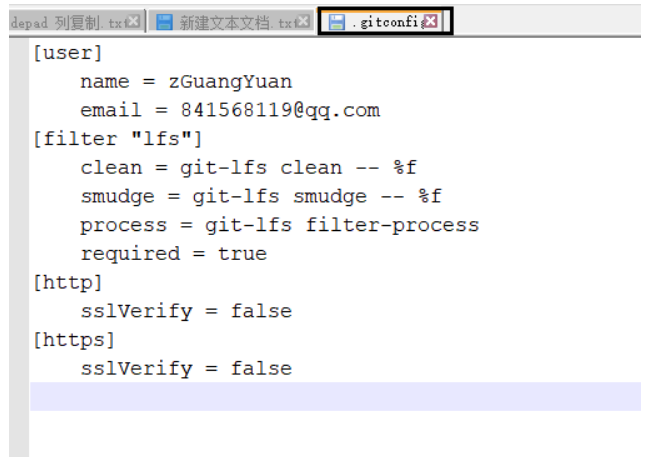 depad 列复制.txt
新建文本文档.txt
.gitconfig
[user]
name = zGuangYuan
email = 841568119@qq.com
[filter "lfs"]
clean = git-lfs clean -- %f
smudge = git-lfs smudge -- %f
process = git-lfs filter-process
required = true
[http]
sslVerify = false
[https]
sslVerify = false